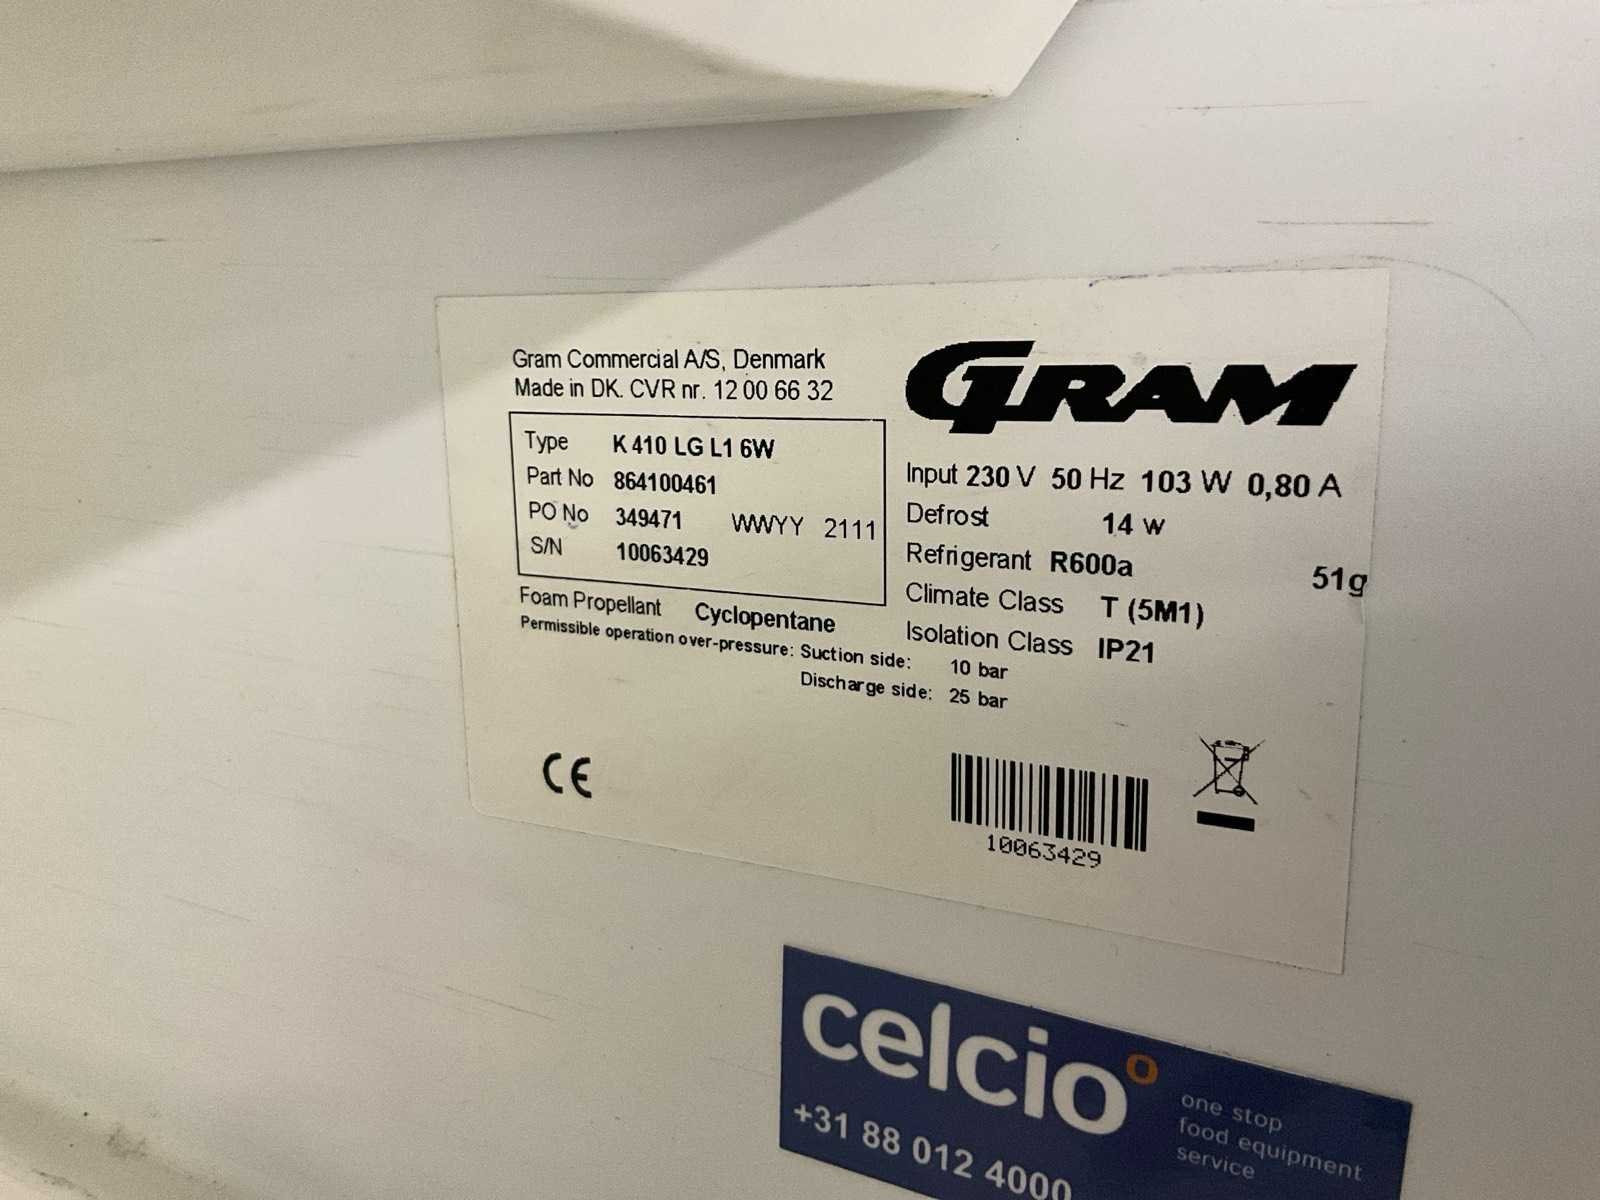 Gram Commercial A/S, Denmark
Made in DK. CVR nr. 12 00 66 32
Type K 410 LG L1 6W
Part No 864100461
PO No 349471 WWYY 2111
S/N 10063429
Foam Propellant Cyclopentane
Permissible operation over-pressure: Suction side: 10 bar
Discharge side: 25 bar
GRAM
Input 230 V 50 Hz 103 W 0,80 A
Defrost 14 W
Refrigerant R600a 51g
Climate Class T (5M1)
Isolation Class IP21
CE
10063429
celcio°
+31 88 012 4000
one stop
food equipment
service